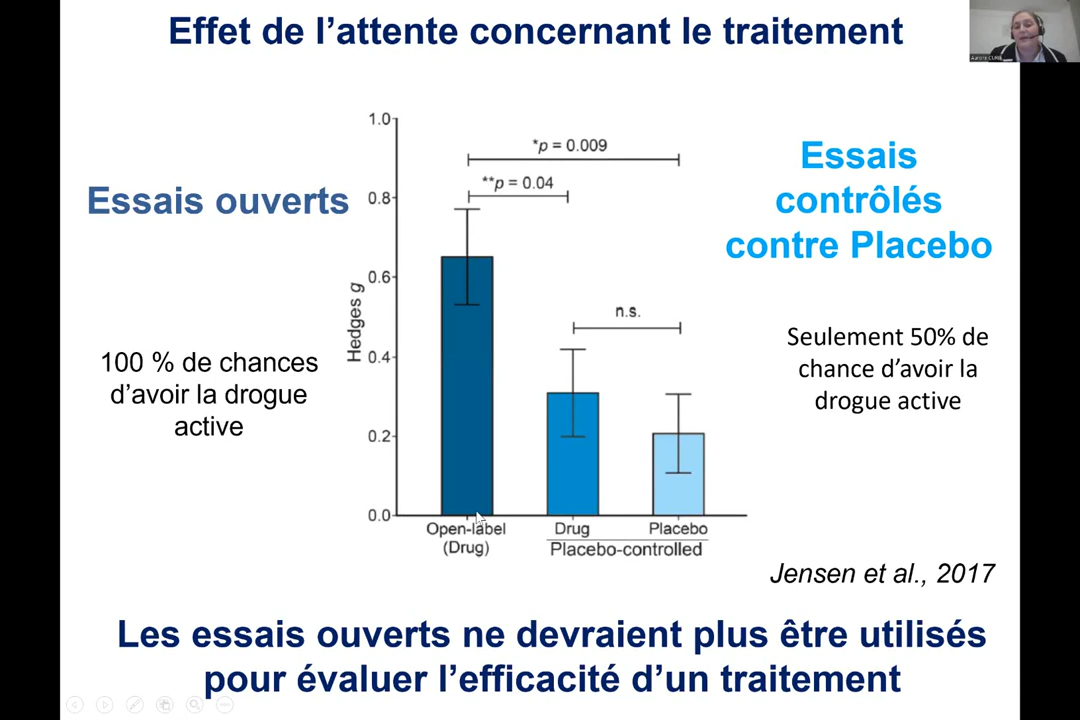 Effet de l'attente concernant le traitement
Essais ouverts
100 % de chances
d'avoir la drogue
active
Hedges g
1.0
0.8
0.6
0.4
0.2
0.0
*p = 0.009
**p = 0.04
n.s.
Open-label
(Drug)
Drug
Placebo
Placebo-controlled
Essais
contrôlés
contre Placebo
Seulement 50% de
chance d'avoir la
drogue active
Jensen et al., 2017
Les essais ouverts ne devraient plus être utilisés
pour évaluer l'efficacité d'un traitement